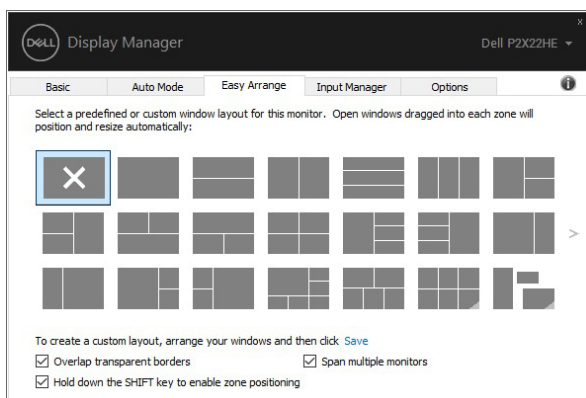 x
DELL Display Manager
Dell P2X22HE
Basic Auto Mode Easy Arrange Input Manager Options
Select a predefined or custom window layout for this monitor. Open windows dragged into each zone will
position and resize automatically:
>
To create a custom layout, arrange your windows and then click Save
Overlap transparent borders Span multiple monitors
Hold down the SHIFT key to enable zone positioning